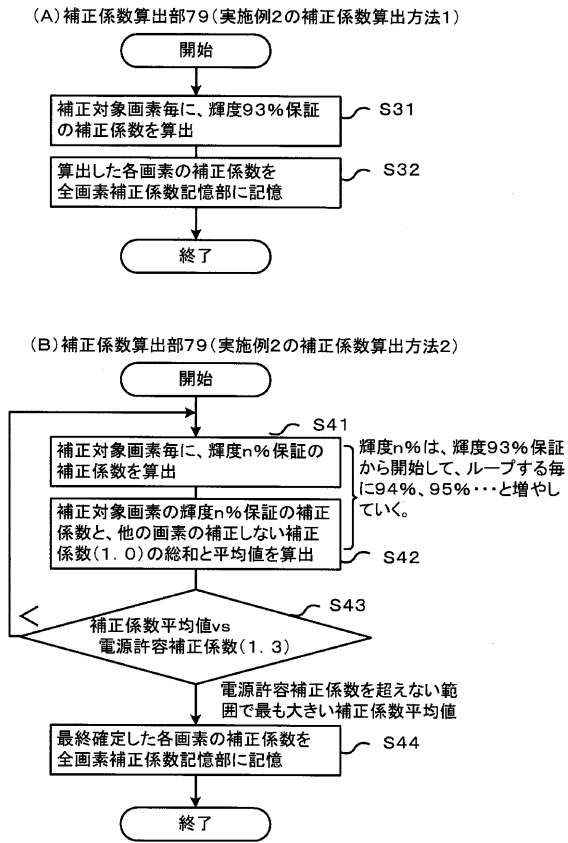 (A)補正係数算出部79(実施例2の補正係数算出方法1)
開始
補正対象画素毎に、輝度93%保証
の補正係数を算出
S31
算出した各画素の補正係数を
全画素補正係数記憶部に記憶
S32
終了
(B)補正係数算出部79(実施例2の補正係数算出方法2)
開始
S41
補正対象画素毎に、輝度n%保証の
補正係数を算出
輝度n%は、輝度93%保証
から開始して、ループする毎
に94%、95%・・・と増やし
ていく。
補正対象画素の輝度n%保証の補正
係数と、他の画素の補正しない補正
係数(1.0)の総和と平均値を算出
S42
S43
<
補正係数平均値vs
電源許容補正係数(1.3)
電源許容補正係数を超えない範
囲で最も大きい補正係数平均値
最終確定した各画素の補正係数を
全画素補正係数記憶部に記憶
S44
終了